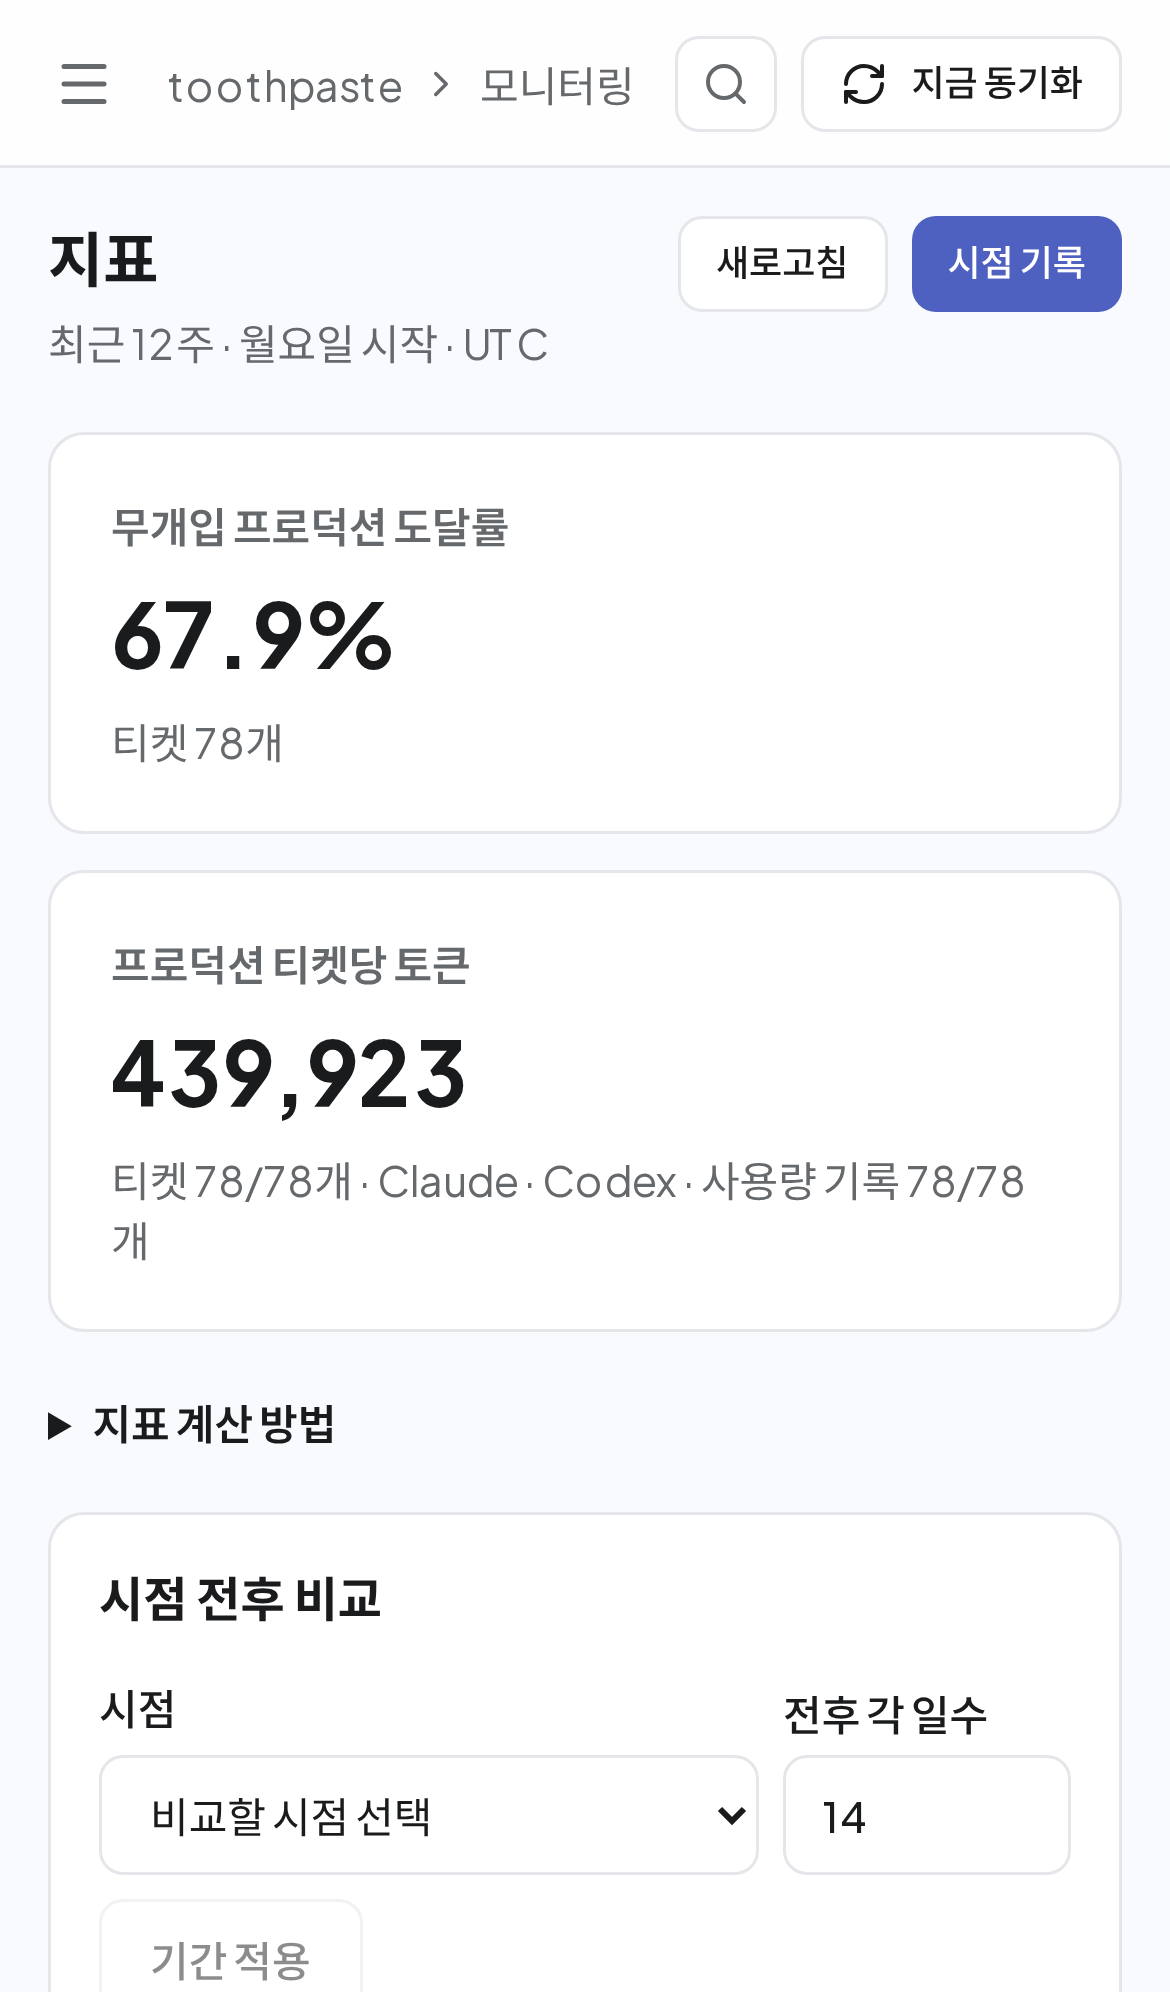 toothpaste > 모니터링
지금 동기화
지표
새로고침
시점 기록
최근 12주 · 월요일 시작 · UTC
무개입 프로덕션 도달률
67.9%
티켓 78개
프로덕션 티켓당 토큰
439,923
티켓 78/78개 · Claude · Codex · 사용량 기록 78/78
개
지표 계산 방법
시점 전후 비교
시점
전후 각 일수
비교할 시점 선택
14
기간 적용